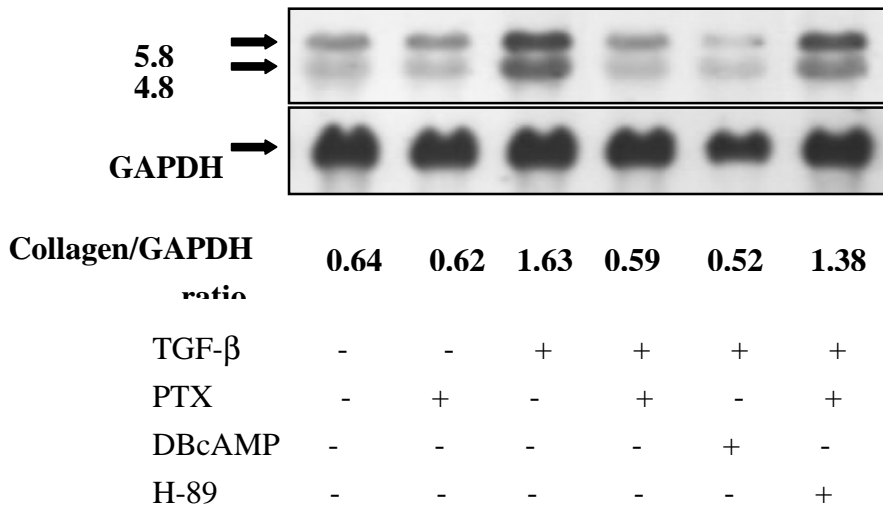 5.8
4.8
GAPDH
Collagen/GAPDH 0.64 0.62 1.63 0.59 0.52 1.38
ratio
TGF-β - - + + + +
PTX - + - + - +
DBcAMP - - - - + -
H-89 - - - - - +